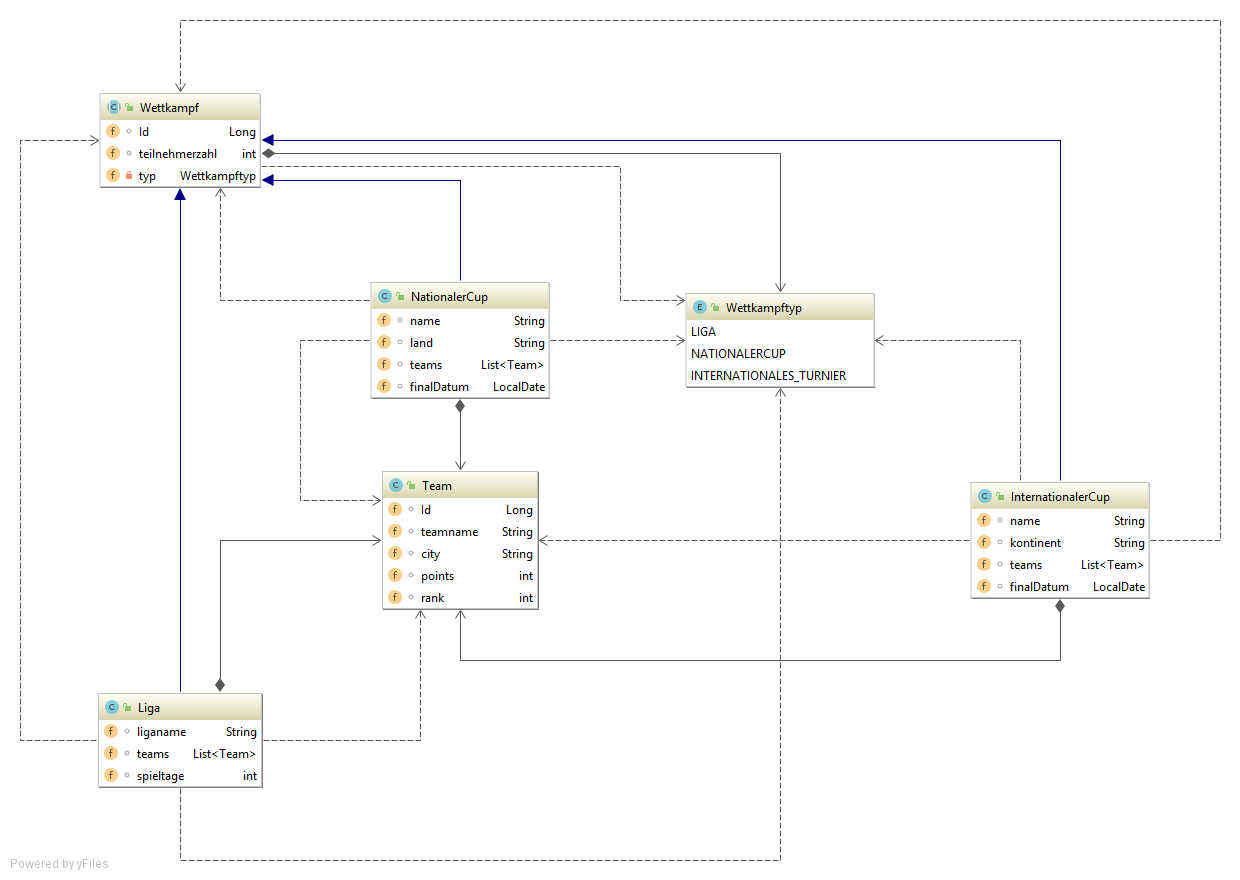 Wettkampf
Id Long
teilnehmerzahl int
typ Wettkampftyp
NationalerCup
name String
land String
teams List<Team>
finalDatum LocalDate
Wettkampftyp
LIGA
NATIONALERCUP
INTERNATIONALES_TURNIER
Team
Id Long
teamname String
city String
points int
rank int
InternationalerCup
name String
kontinent String
teams List<Team>
finalDatum LocalDate
Liga
liganame String
teams List<Team>
spieltage int
Powered by yFiles